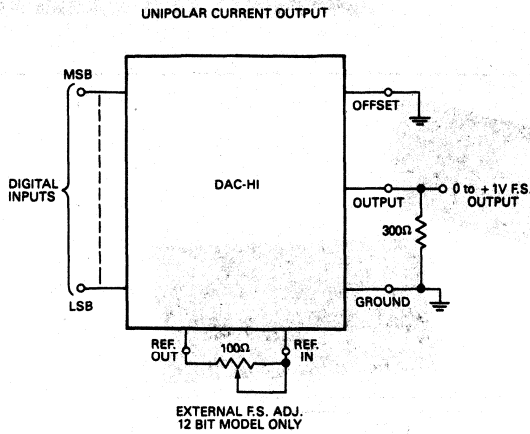 UNIPOLAR CURRENT OUTPUT
MSB
OFFSET
DIGITAL
INPUTS
DAC-HI
OUTPUT
0 to +1V F.S.
OUTPUT
300Ω
GROUND
LSB
REF.
OUT
100Ω
REF.
IN
EXTERNAL F.S. ADJ.
12 BIT MODEL ONLY